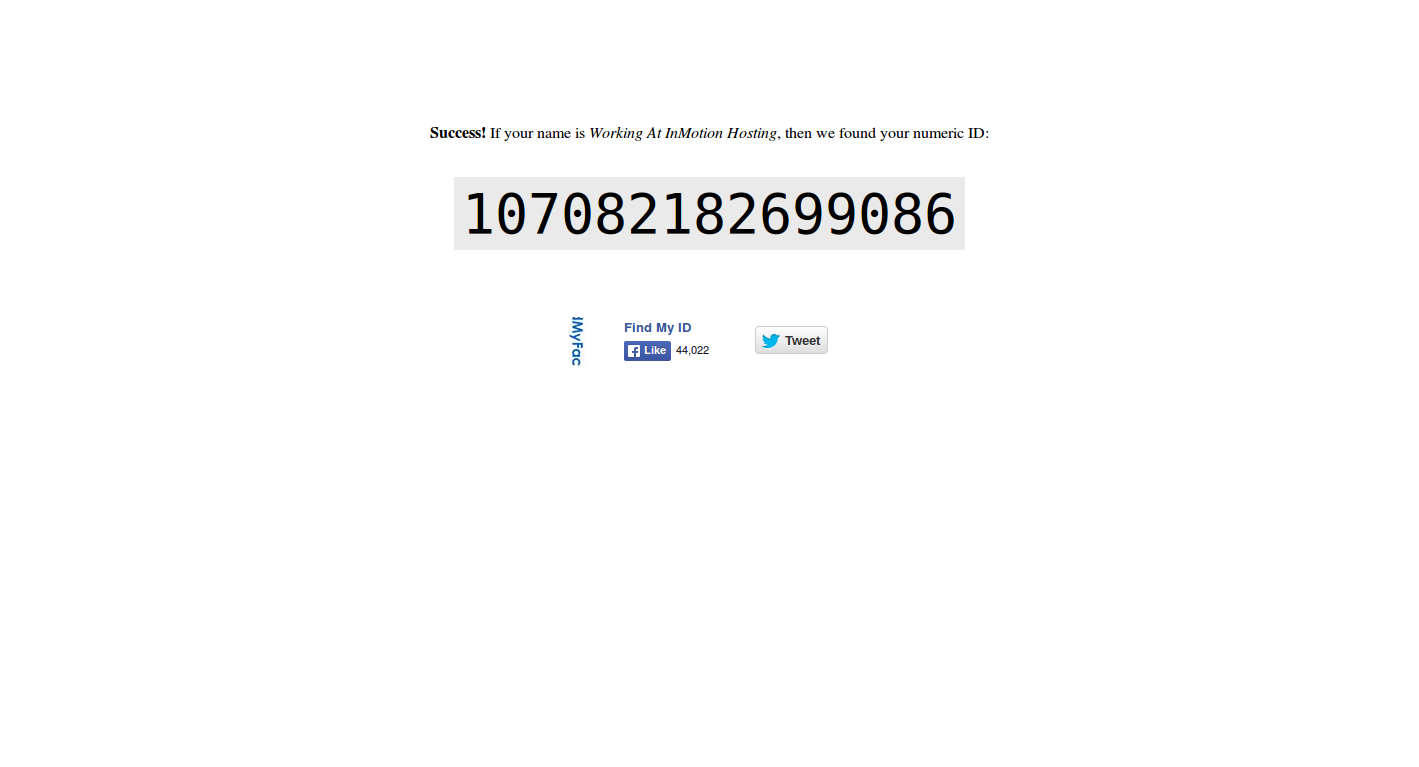 Success! If your name is Working At InMotion Hosting, then we found your numeric ID:
107082182699086
MyFac
Find My ID
Like 44,022
Tweet